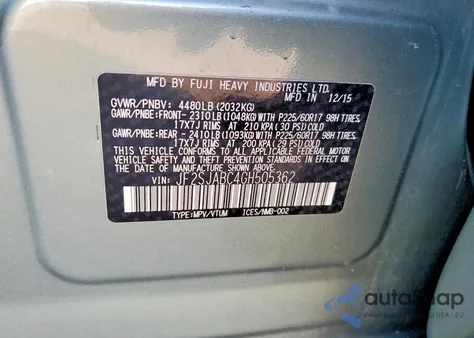 MFD. BY FUJI HEAVY INDUSTRIES LTD.
GVWR/PNBV: 4480LB(2032KG) MFD. IN 12/15
GAWR/PNBE:FRONT- 2310LB(1048KG)WITH P225/60R17 98H TIRES,
17X7J RIMS AT 210 KPA(30 PSI)COLD
GAWR/PNBE:REAR - 2410LB(1093KG)WITH P225/60R17 98H TIRES,
17X7J RIMS AT 200 KPA(29 PSI)COLD
THIS VEHICLE CONFORMS TO ALL APPLICABLE FEDERAL MOTOR
VEHICLE SAFETY AND THEFT PREVENTION STANDARDS IN EFFECT
ON THE DATE OF MANUFACTURE SHOWN ABOVE.
VIN: JF2SJABC4GH505362
TYPE:MPV/VTUM ICES/NMB-002
autoSnap
from USA | EU